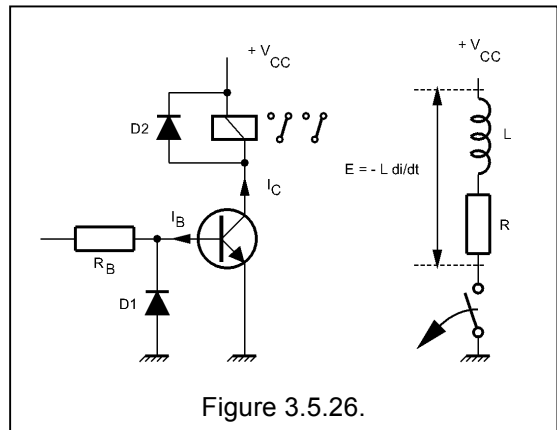 + V CC
D2
I C
I B
R B
D1
+ V CC
L
E = - L di/dt
R
Figure 3.5.26.